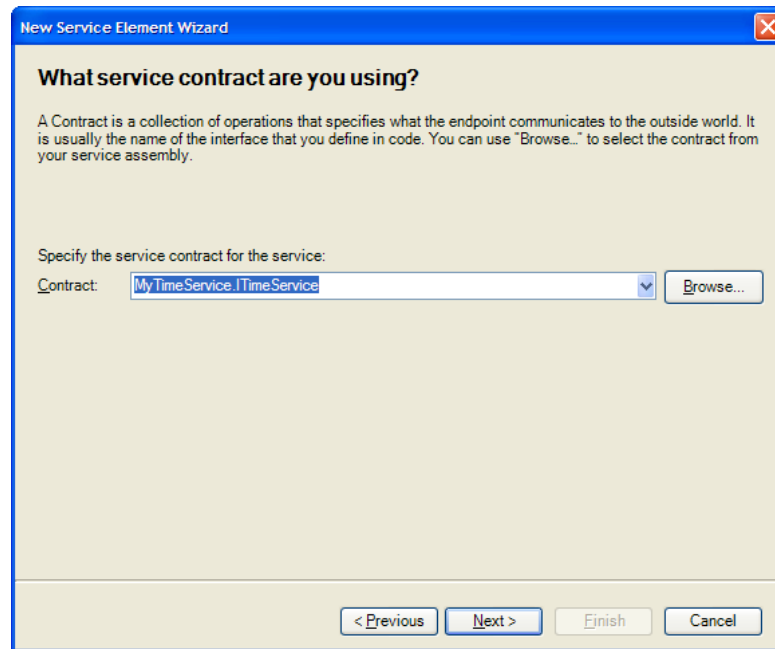 New Service Element Wizard
What service contract are you using?
A Contract is a collection of operations that specifies what the endpoint communicates to the outside world. It
is usually the name of the interface that you define in code. You can use "Browse..." to select the contract from
your service assembly.
Specify the service contract for the service:
Contract: MyTimeService.ITimeService Browse...
< Previous Next > Finish Cancel